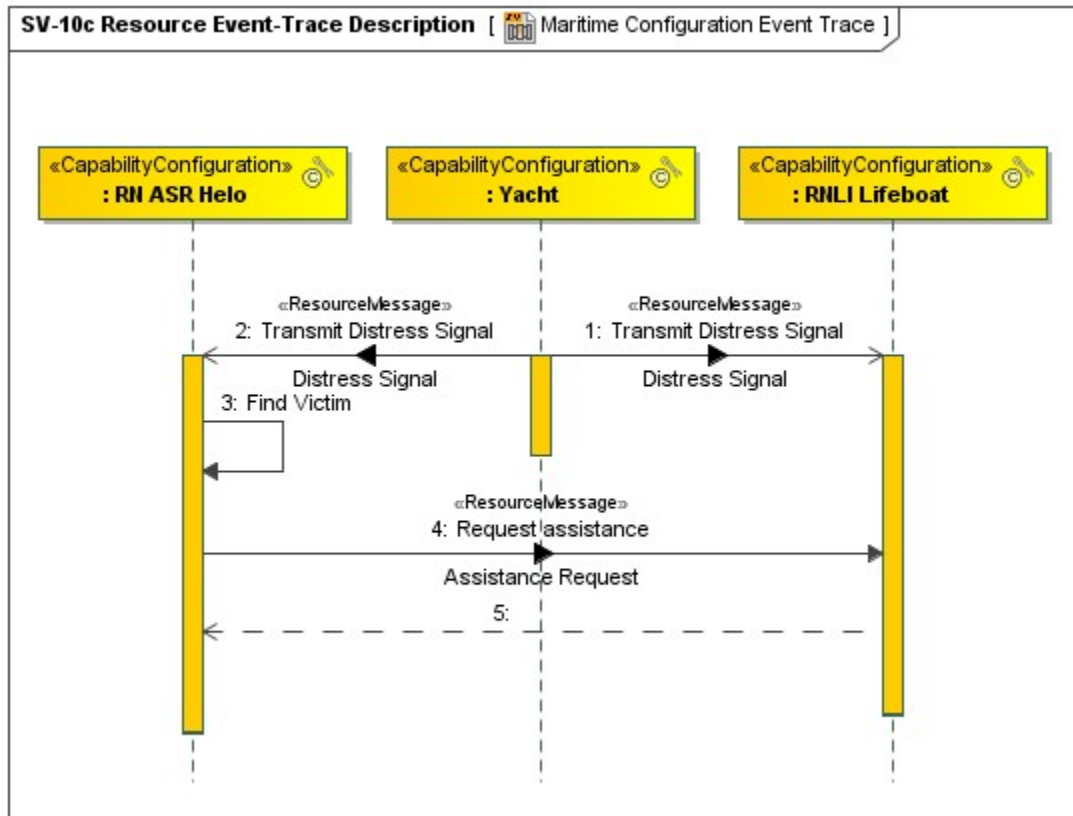 SV-10c Resource Event-Trace Description [ Maritime Configuration Event Trace ]
«CapabilityConfiguration»
: RN ASR Helo
«CapabilityConfiguration»
: Yacht
«CapabilityConfiguration»
: RNLI Lifeboat
«ResourceMessage»
2: Transmit Distress Signal
Distress Signal
«ResourceMessage»
1: Transmit Distress Signal
Distress Signal
3: Find Victim
«ResourceMessage»
4: Request assistance
Assistance Request
5: